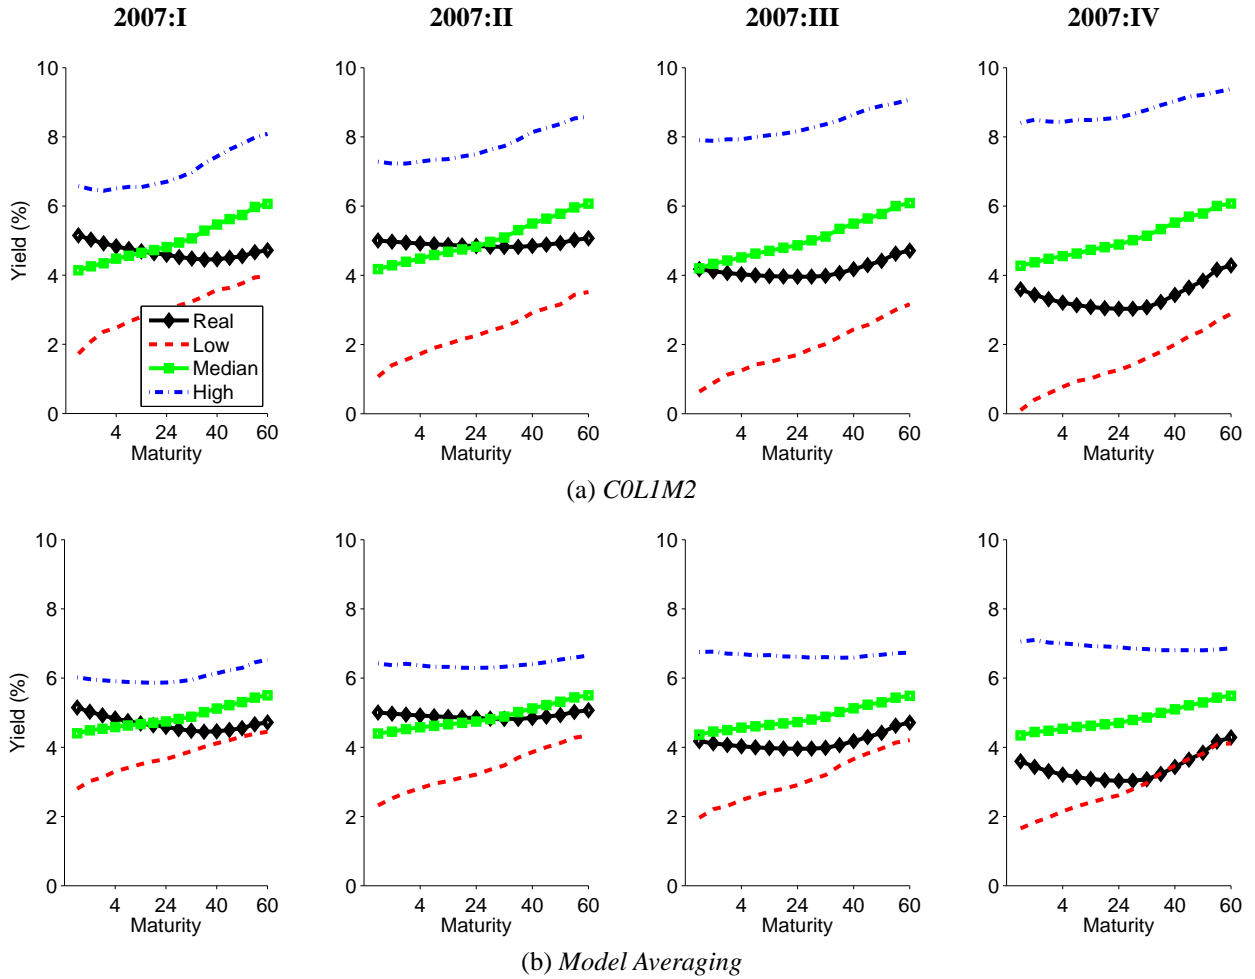 2007:I 2007:II 2007:III 2007:IV
10 10 10 10
8 8 8 8
6 6 6 6
Yield (%)
4 4 4 4
2 2 2 2
0 0 0 0
Real
Low
Median
High
4 24 40 60 4 24 40 60 4 24 40 60 4 24 40 60
Maturity Maturity Maturity Maturity
(a) C0L1M2
10 10 10 10
8 8 8 8
6 6 6 6
Yield (%)
4 4 4 4
2 2 2 2
0 0 0 0
4 24 40 60 4 24 40 60 4 24 40 60 4 24 40 60
Maturity Maturity Maturity Maturity
(b) Model Averaging